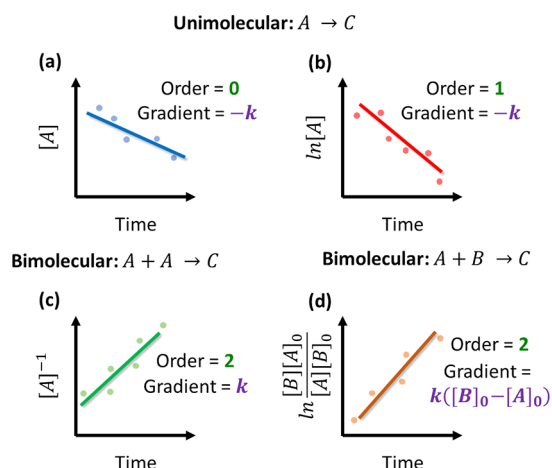 Unimolecular: A → C
(a)
Order = 0
Gradient = −k
[A]
Time
(b)
Order = 1
Gradient = −k
ln[A]
Time
Bimolecular: A + A → C
Bimolecular: A + B → C
(c)
Order = 2
Gradient = k
[A]⁻¹
Time
(d)
Order = 2
Gradient =
k([B]₀−[A]₀)
ln [B][A]₀ / [A][B]₀
Time